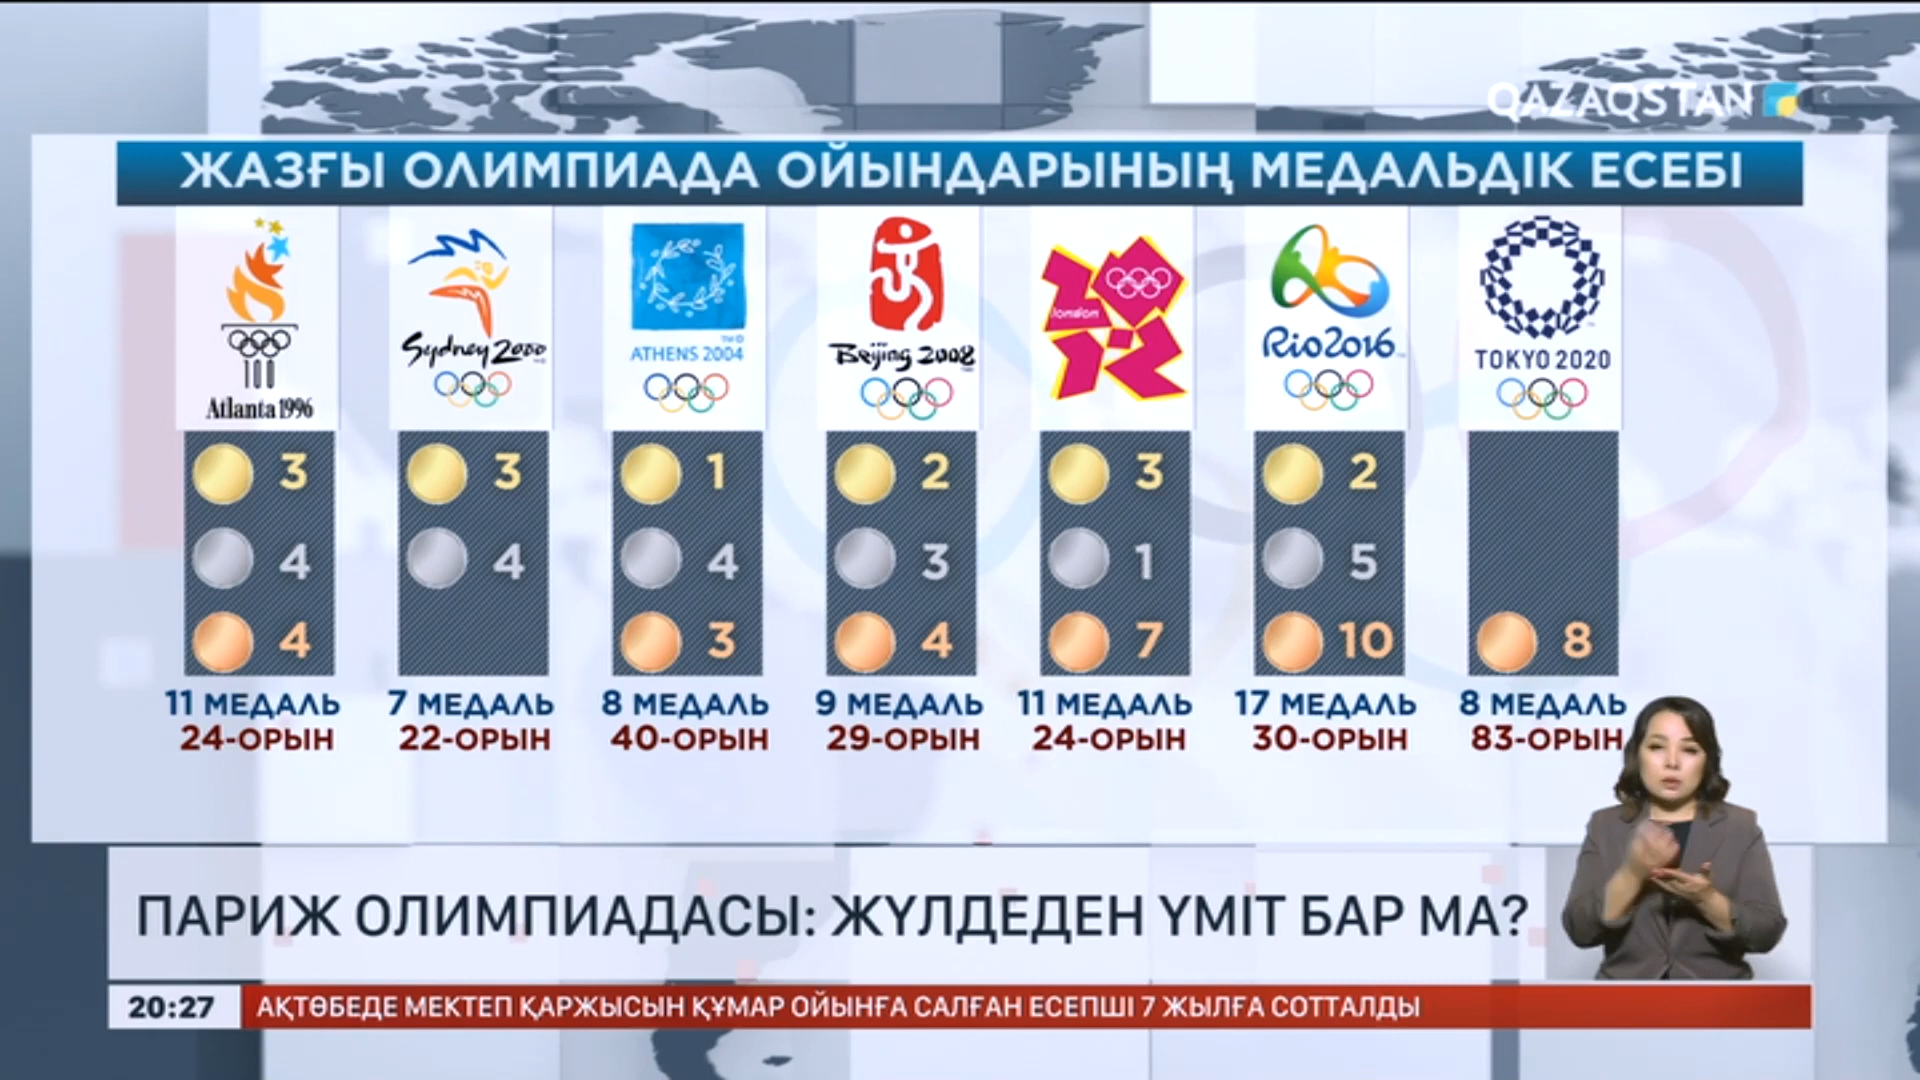 QAZAQSTAN
ЖАЗҒЫ ОЛИМПИАДА ОЙЫНДАРЫНЫҢ МЕДАЛЬДІК ЕСЕБІ
Atlanta 1996
Sydney 2000
ATHENS 2004
Beijing 2008
london
Rio2016
TOKYO 2020
3 3 1 2 3 2
4 4 4 3 1 5
4 3 4 7 10 8
11 МЕДАЛЬ 7 МЕДАЛЬ 8 МЕДАЛЬ 9 МЕДАЛЬ 11 МЕДАЛЬ 17 МЕДАЛЬ 8 МЕДАЛЬ
24-ОРЫН 22-ОРЫН 40-ОРЫН 29-ОРЫН 24-ОРЫН 30-ОРЫН 83-ОРЫН
ПАРИЖ ОЛИМПИАДАСЫ: ЖҮЛДЕДЕН ҮМІТ БАР МА?
20:27 АҚТӨБЕДЕ МЕКТЕП ҚАРЖЫСЫН ҚҰМАР ОЙЫНҒА САЛҒАН ЕСЕПШІ 7 ЖЫЛҒА СОТТАЛДЫ